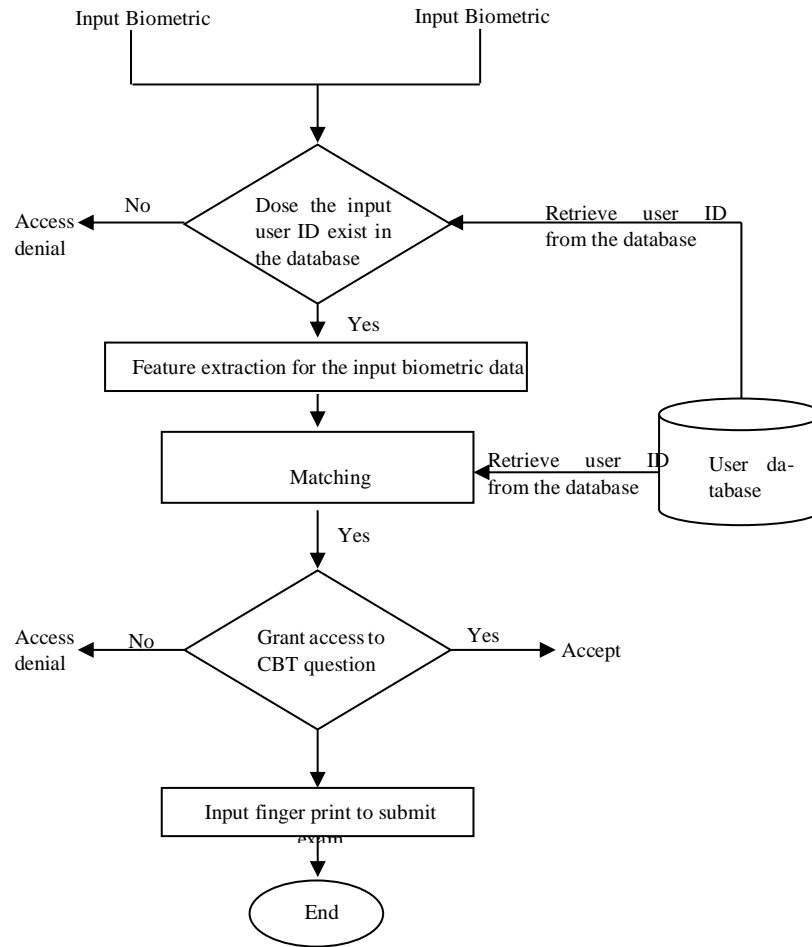 Input Biometric
Input Biometric
Dose the input
user ID exist in
the database
No
Access
denial
Retrieve user ID
from the database
Yes
Feature extraction for the input biometric data
Matching
Retrieve user ID
from the database
User da-
tabase
Yes
Grant access to
CBT question
No
Access
denial
Yes
Accept
Input finger print to submit
exam
End